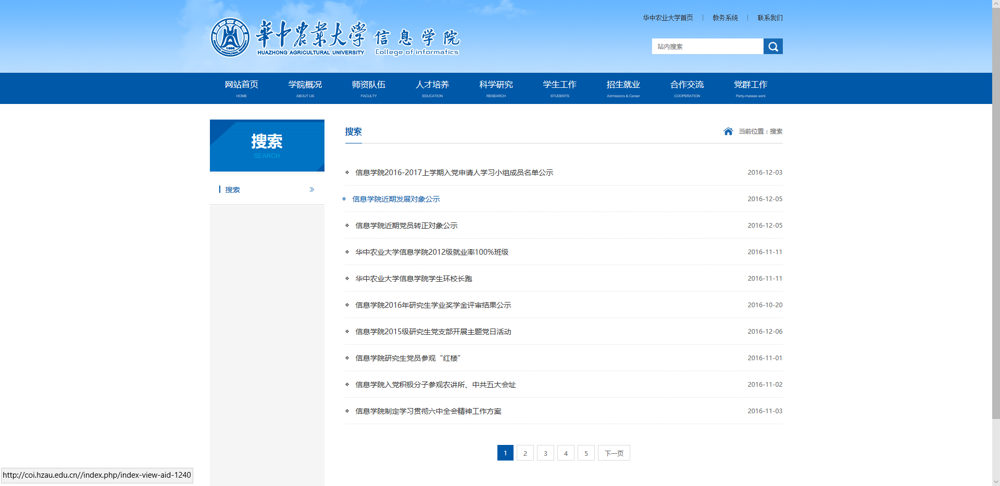 华中农业大学首页
教务系统
联系我们
華中農業大学 信息学院
HUAZHONG AGRICULTURAL UNIVERSITY College of informatics
站内搜索
网站首页 学院概况 师资队伍 人才培养 科学研究 学生工作 招生就业 合作交流 党群工作
HOME ABOUT US FACULTY EDUCATION RESEARCH STUDENTS Admissions & Career COOPERATION Party-masses work
搜索
SEARCH
搜索
搜索
当前位置：搜索
信息学院2016-2017上学期入党申请人学习小组成员名单公示 2016-12-03
信息学院近期发展对象公示 2016-12-05
信息学院近期党员转正对象公示 2016-12-05
华中农业大学信息学院2012级就业率100%班级 2016-11-11
华中农业大学信息学院学生环校长跑 2016-11-11
信息学院2016年研究生学业奖学金评审结果公示 2016-10-20
信息学院2015级研究生党支部开展主题党日活动 2016-12-06
信息学院研究生党员参观“红楼” 2016-11-01
信息学院入党积极分子参观农讲所、中共五大会址 2016-11-02
信息学院制定学习贯彻六中全会精神工作方案 2016-11-03
1 2 3 4 5 下一页
http://coi.hzau.edu.cn//index.php/index-view-aid-1240